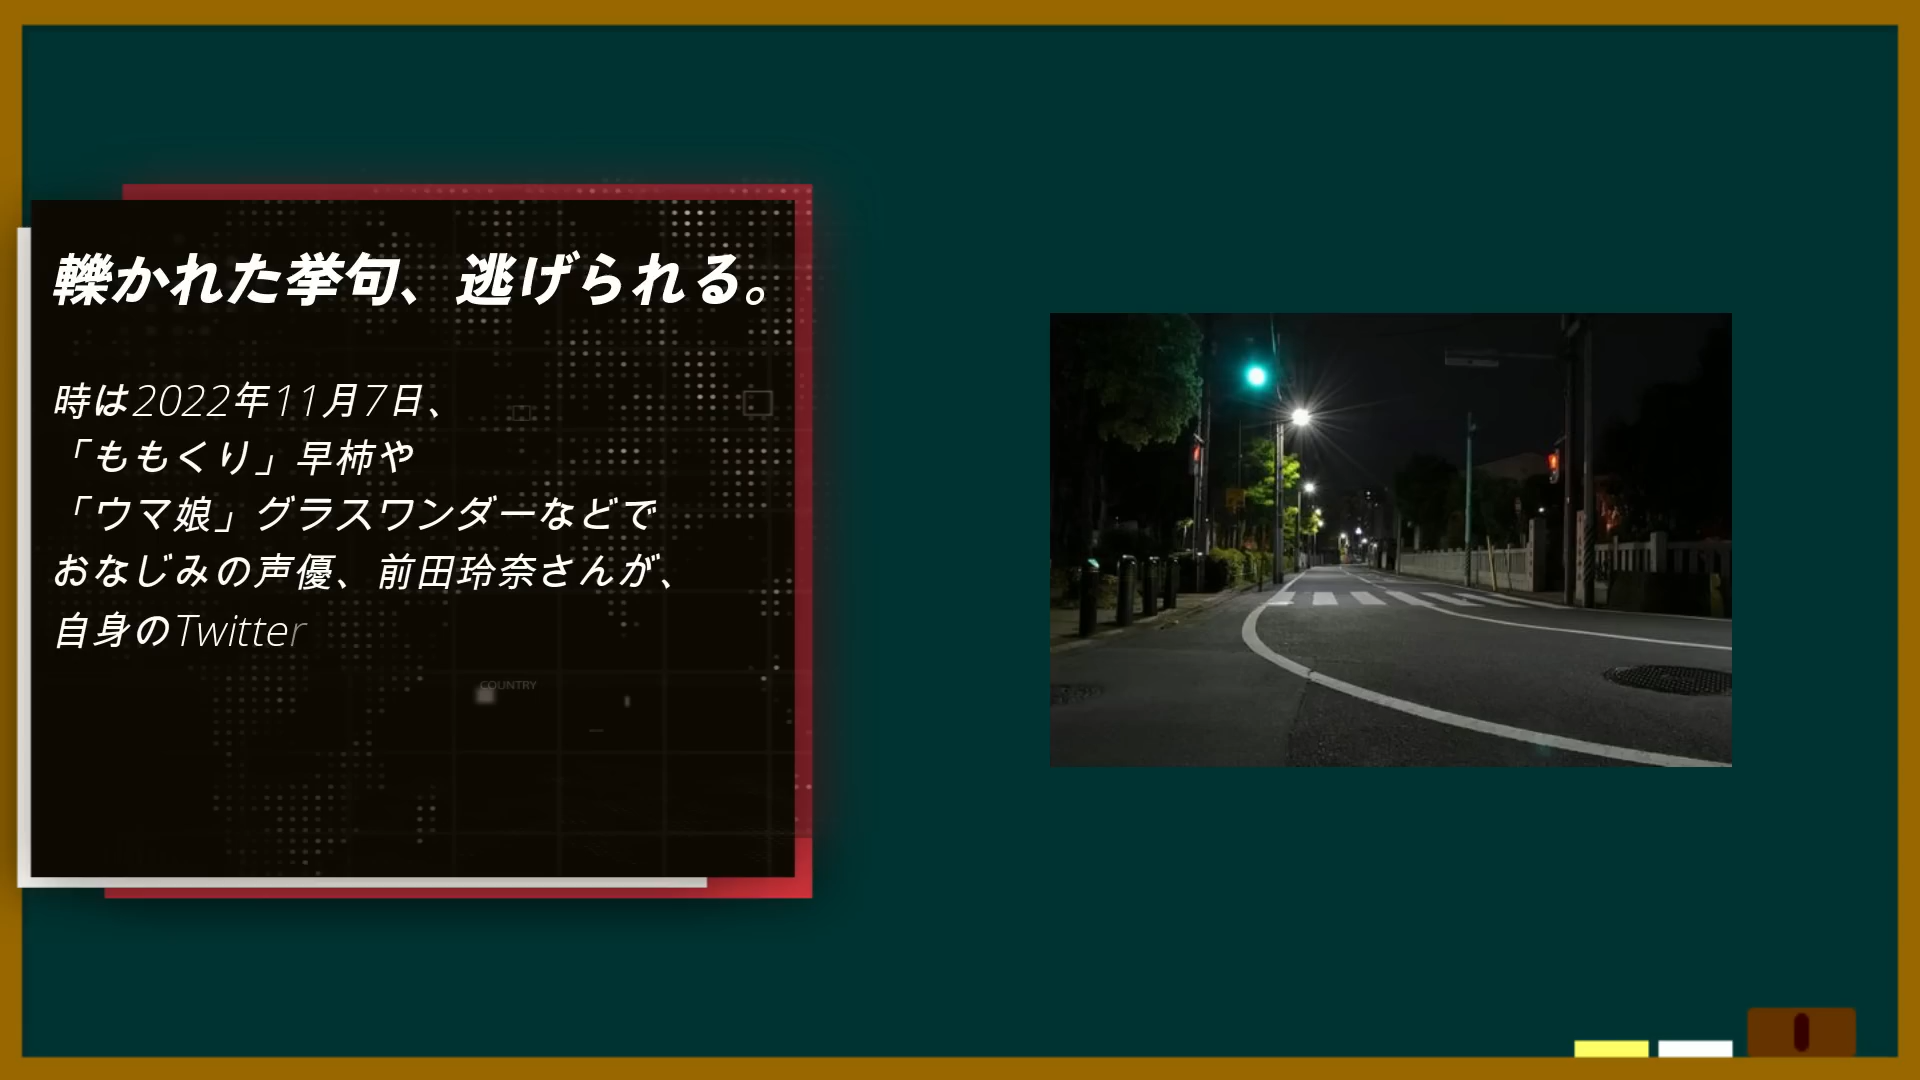 轢かれた挙句、逃げられる。
時は2022年11月7日、
「ももくり」早柿や
「ウマ娘」グラスワンダーなどで
おなじみの声優、前田玲奈さんが、
自身のTwitter
COUNTRY